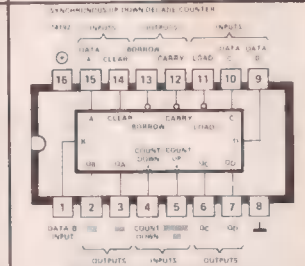 SYNCHRONOUS UP DOWN DECADE COUNTER
74192 INPUTS OUTPUTS INPUTS
DATA BORROW DATA DATA
A CLEAR CARRY LOAD C D
16 15 14 13 12 11 10 9
A CLEAR CARRY C
BORROW LOAD
B D
COUNT COUNT
DOWN UP
QB QA QC QD
1 2 3 4 5 6 7 8
DATA B COUNT QC QD
INPUT DOWN
OUTPUTS INPUTS OUTPUTS